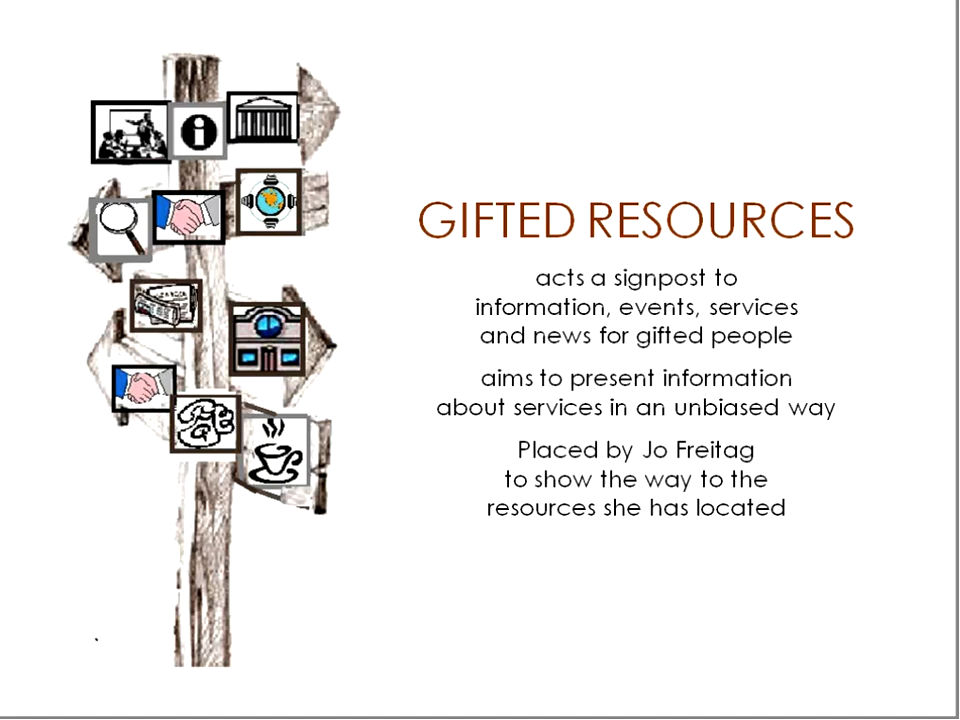 GIFTED RESOURCES
acts a signpost to
information, events, services
and news for gifted people
aims to present information
about services in an unbiased way
Placed by Jo Freitag
to show the way to the
resources she has located